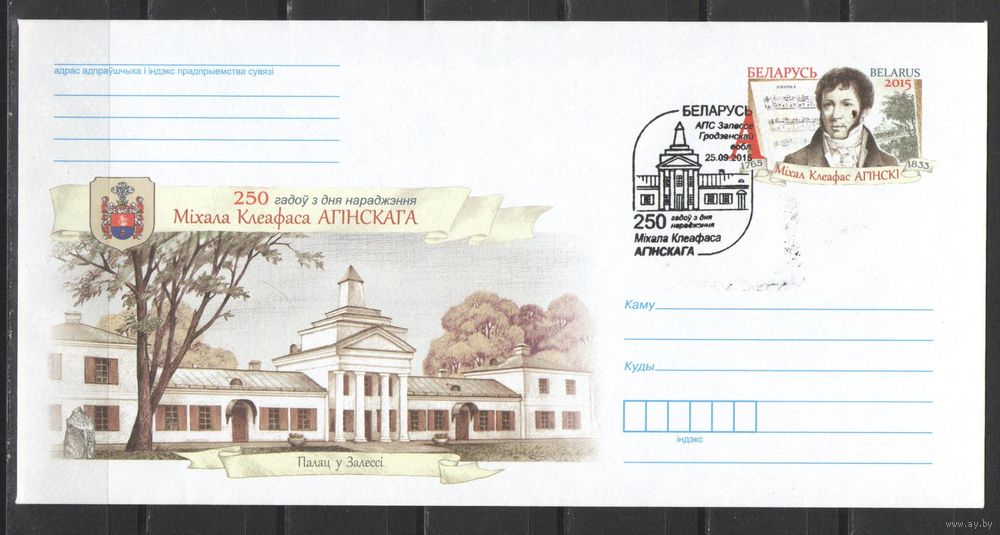 адрас адпраўшчыка і індэкс прадпрыемства сувязі
250 гадоў з дня нараджэння
Міхала Клеафаса АГІНСКАГА
Палац у Залессі
БЕЛАРУСЬ
АПС Залессе
Гродзенскай
вобл.
25.09.2015
250 гадоў з дня
нараджэння
Міхала Клеафаса
АГІНСКАГА
БЕЛАРУСЬ
BELARUS
2015
А
1765
1833
Міхал Клеафас АГІНСКІ
Каму
Куды
індэкс
www.ay.by